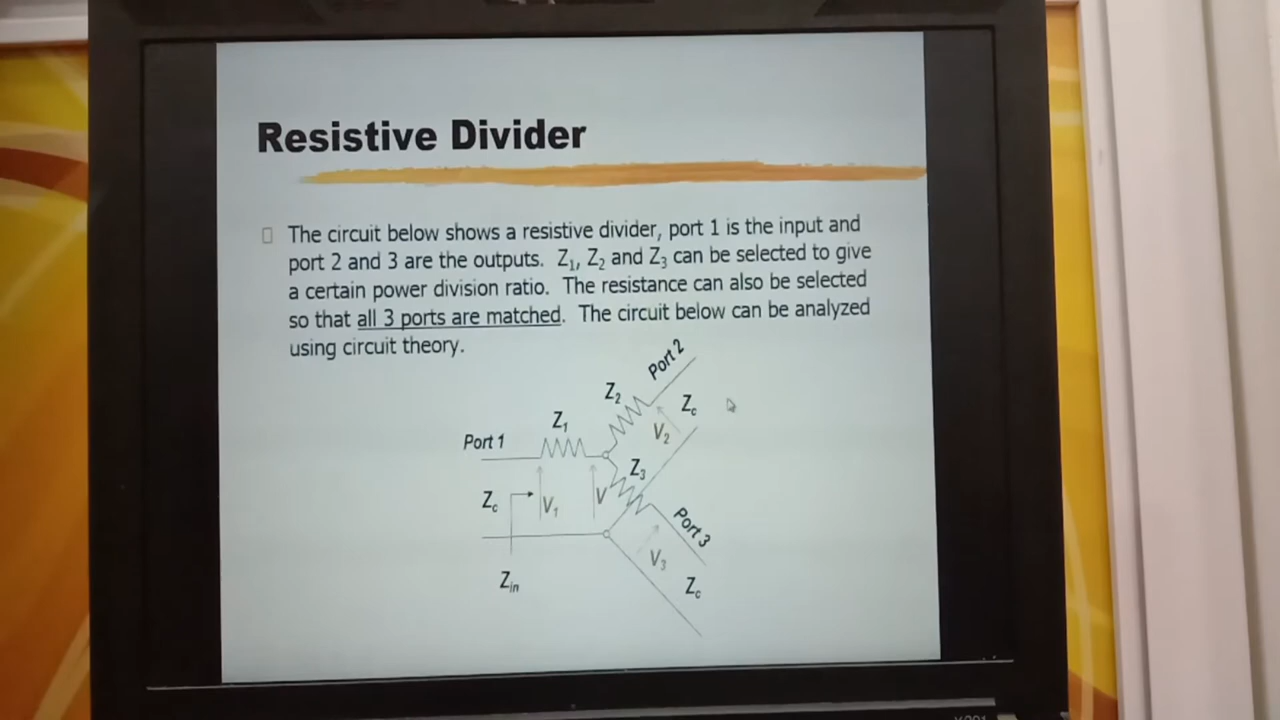 Resistive Divider
The circuit below shows a resistive divider, port 1 is the input and
port 2 and 3 are the outputs. Z1, Z2 and Z3 can be selected to give
a certain power division ratio. The resistance can also be selected
so that all 3 ports are matched. The circuit below can be analyzed
using circuit theory.
Port 2
Z2
Zc
Z1
Port 1
V2
Z3
Zc
V1
V
Port 3
V3
Zin
Zc